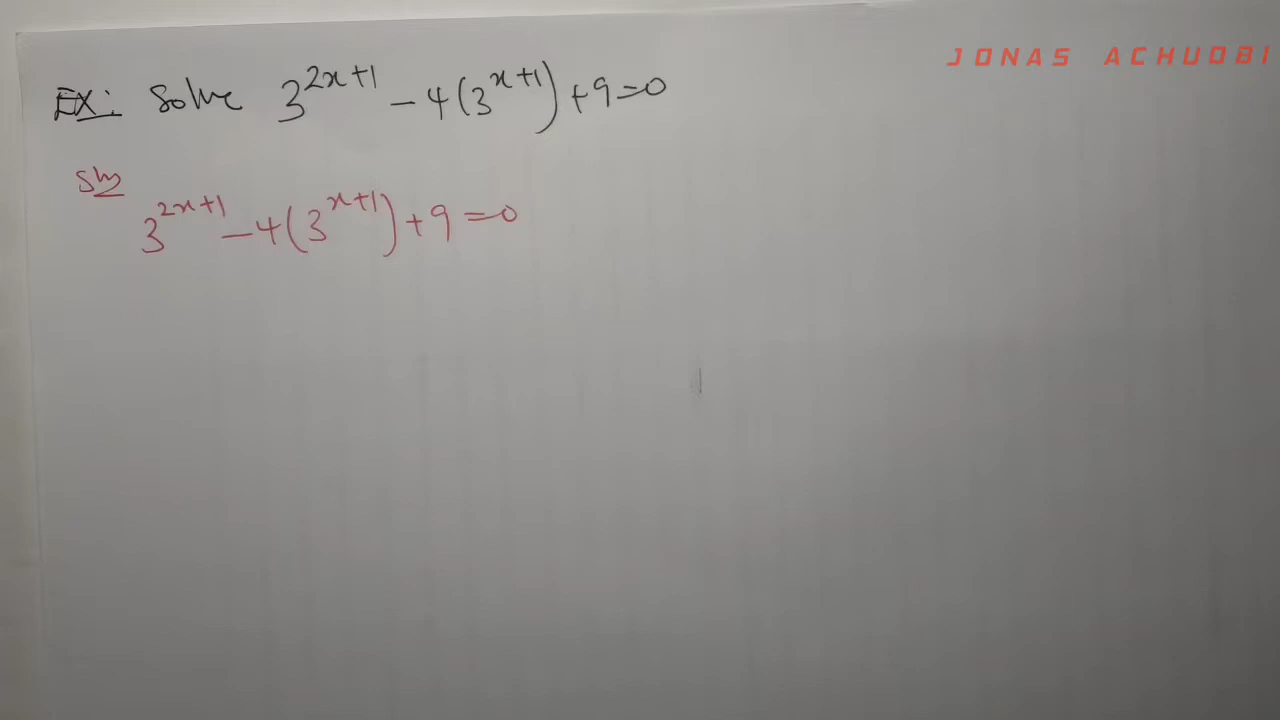 EX: Solve 3^{2x+1} - 4(3^{x+1}) + 9 = 0
JONAS ACHUOBI
Sln
3^{2x+1} - 4(3^{x+1}) + 9 = 0